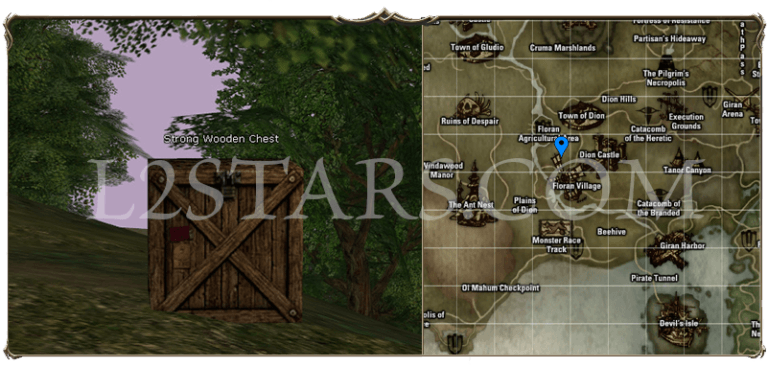 Strong Wooden Chest
L2STARS.COM
Castle
Fortress of Resistance
Town of Gludio
Cruma Marshlands
Partisan's Hideaway
The Pilgrim's
Necropolis
Dion Hills
Giran
Arena
Ruins of Despair
Town of Dion
Execution
Grounds
Floran
Agricultural Area
Catacomb
of the Heretic
Dion Castle
Windawood
Manor
Tanor Canyon
Floran Village
The Ant Nest
Plains
of Dion
Catacomb of
the Branded
Monster Race
Track
Beehive
Giran Harbor
Pirate Tunnel
Ol Mahum Checkpoint
Devil's Isle